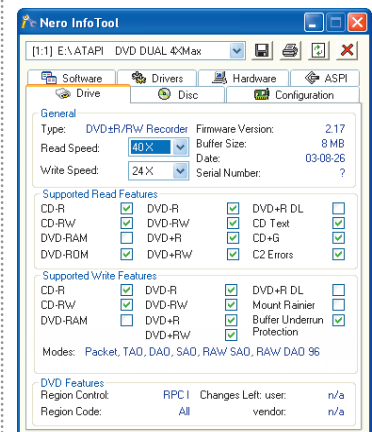 Nero InfoTool
[1:1] E:\ ATAPI DVD DUAL 4XMax
Software Drivers Hardware ASPI
Drive Disc Configuration
General
Type: DVD±R/RW Recorder Firmware Version: 2.17
Read Speed: 40 X Buffer Size: 8 MB
Date: 03-08-26
Write Speed: 24 X Serial Number: ?
Supported Read Features
CD-R DVD-R DVD+R DL
CD-RW DVD-RW CD Text
DVD-RAM DVD+R CD+G
DVD-ROM DVD+RW C2 Errors
Supported Write Features
CD-R DVD-R DVD+R DL
CD-RW DVD-RW Mount Rainier
DVD-RAM DVD+R Buffer Underrun
DVD+RW Protection
Modes: Packet, TAO, DAO, SAO, RAW SAO, RAW DAO 96
DVD Features
Region Control: RPC I Changes Left: user: n/a
Region Code: All vendor: n/a